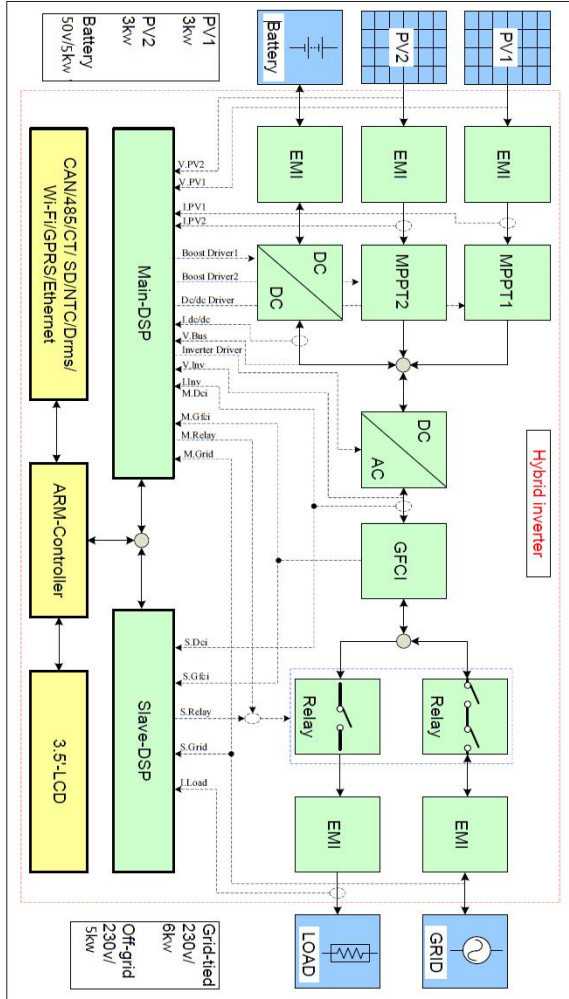 PV1
3kw
PV2
3kw
Battery
50v/5kw
Battery
PV2
PV1
Hybrid inverter
EMI
EMI
EMI
DC
DC
MPPT2
MPPT1
DC
AC
GFCI
Relay
Relay
EMI
EMI
LOAD
GRID
V.PV2
V.PV1
I.PV1
I.PV2
Boost Driver1
Boost Driver2
Dc/dc Driver
I.dc/dc
V.Bus
Inverter Driver
V.Inv
I.Inv
M.Dci
M.Gfci
M.Relay
M.Grid
S.Dci
S.Gfci
S.Relay
S.Grid
I.Load
Main-DSP
Slave-DSP
CAN/485/CT/ SD/NTC/Drms/
Wi-Fi/GPRS/Ethernet
ARM-Controller
3.5'-LCD
Grid-tied
230v/
6kw
Off-grid
230v/
5kw